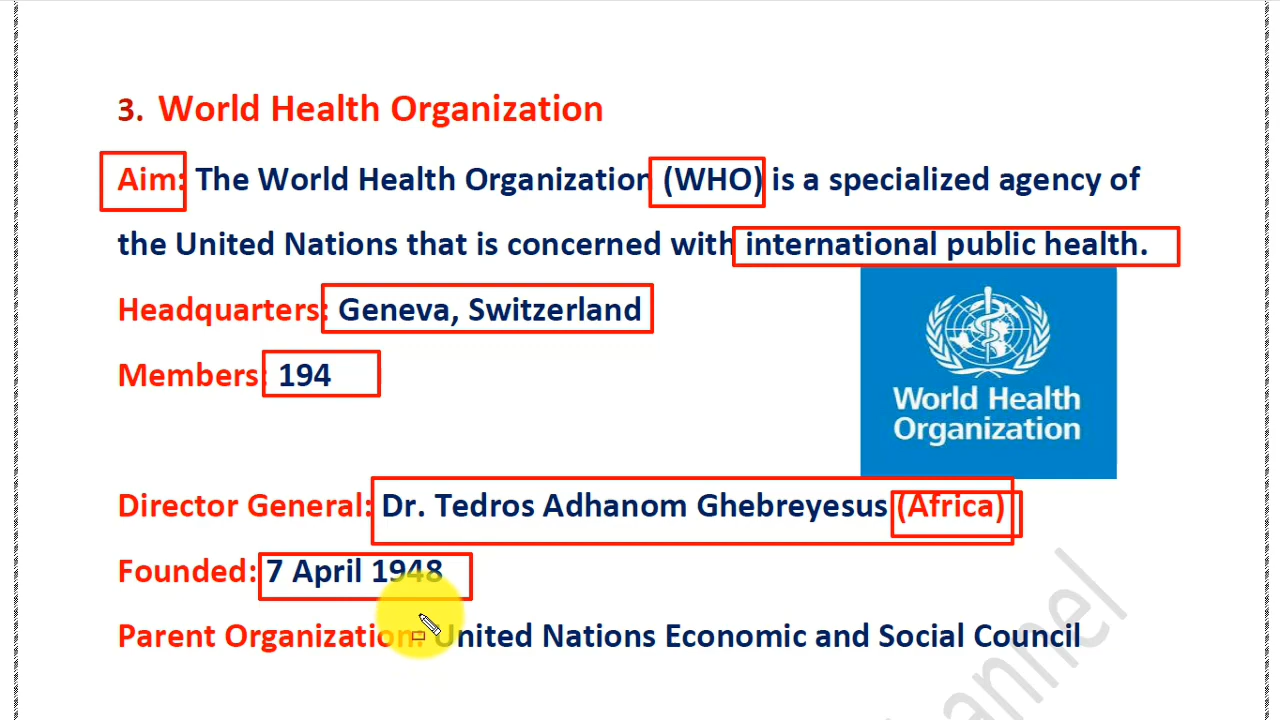 3. World Health Organization
Aim: The World Health Organization (WHO) is a specialized agency of
the United Nations that is concerned with international public health.
Headquarters: Geneva, Switzerland
Members: 194
World Health
Organization
Director General: Dr. Tedros Adhanom Ghebreyesus (Africa)
Founded: 7 April 1948
Parent Organization: United Nations Economic and Social Council